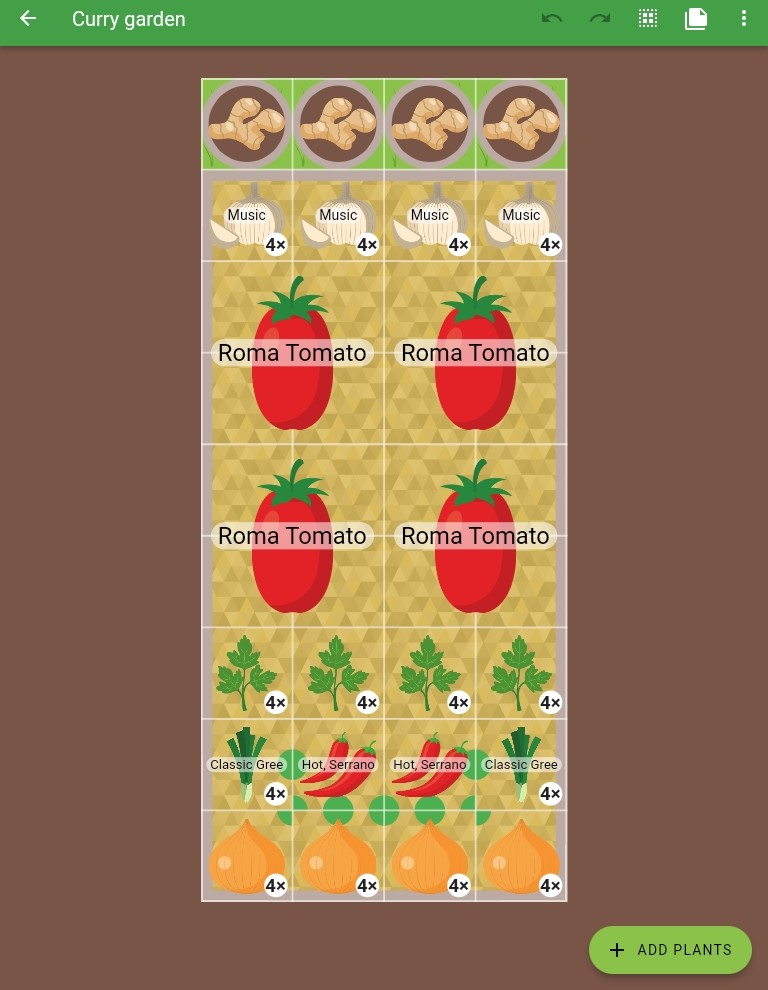 Curry garden
Music Music Music Music
4× 4× 4× 4×
Roma Tomato Roma Tomato
Roma Tomato Roma Tomato
4× 4× 4× 4×
Classic Gree Hot, Serrano Hot, Serrano Classic Gree
4× 4×
4× 4× 4× 4×
ADD PLANTS